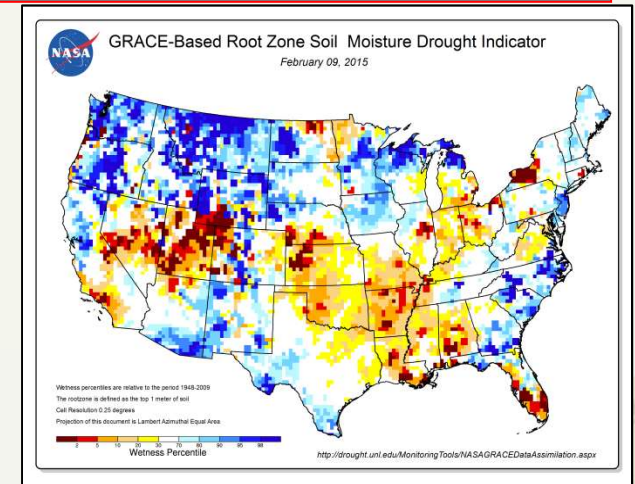 NASA
GRACE-Based Root Zone Soil Moisture Drought Indicator
February 09, 2015
Wetness percentiles are relative to the period 1948-2009
The rootzone is defined as the top 1 meter of soil
Cell Resolution 0.25 degrees
Projection of this document is Lambert Azimuthal Equal Area
2 5 10 20 30 70 80 90 95 98
Wetness Percentile
http://drought.unl.edu/MonitoringTools/NASAGRACEDataAssimilation.aspx